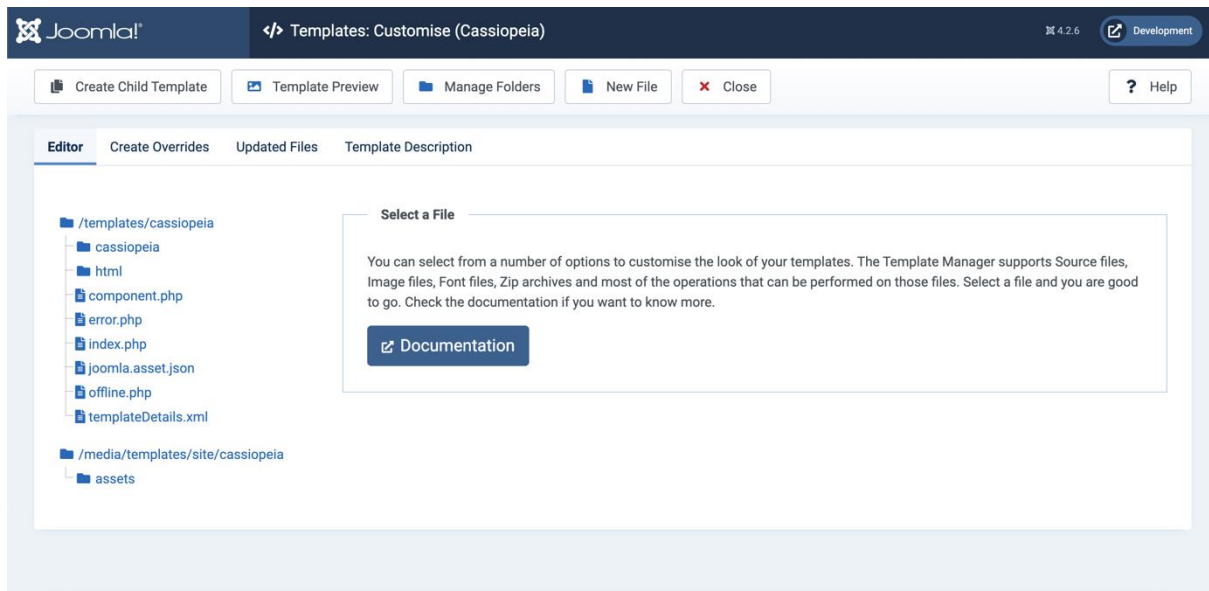 Joomla!®
Templates: Customise (Cassiopeia)
4.2.6
Development
Create Child Template
Template Preview
Manage Folders
New File
Close
? Help
Editor
Create Overrides
Updated Files
Template Description
/templates/cassiopeia
cassiopeia
html
component.php
error.php
index.php
joomla.asset.json
offline.php
templateDetails.xml
/media/templates/site/cassiopeia
assets
Select a File
You can select from a number of options to customise the look of your templates. The Template Manager supports Source files,
Image files, Font files, Zip archives and most of the operations that can be performed on those files. Select a file and you are good
to go. Check the documentation if you want to know more.
Documentation